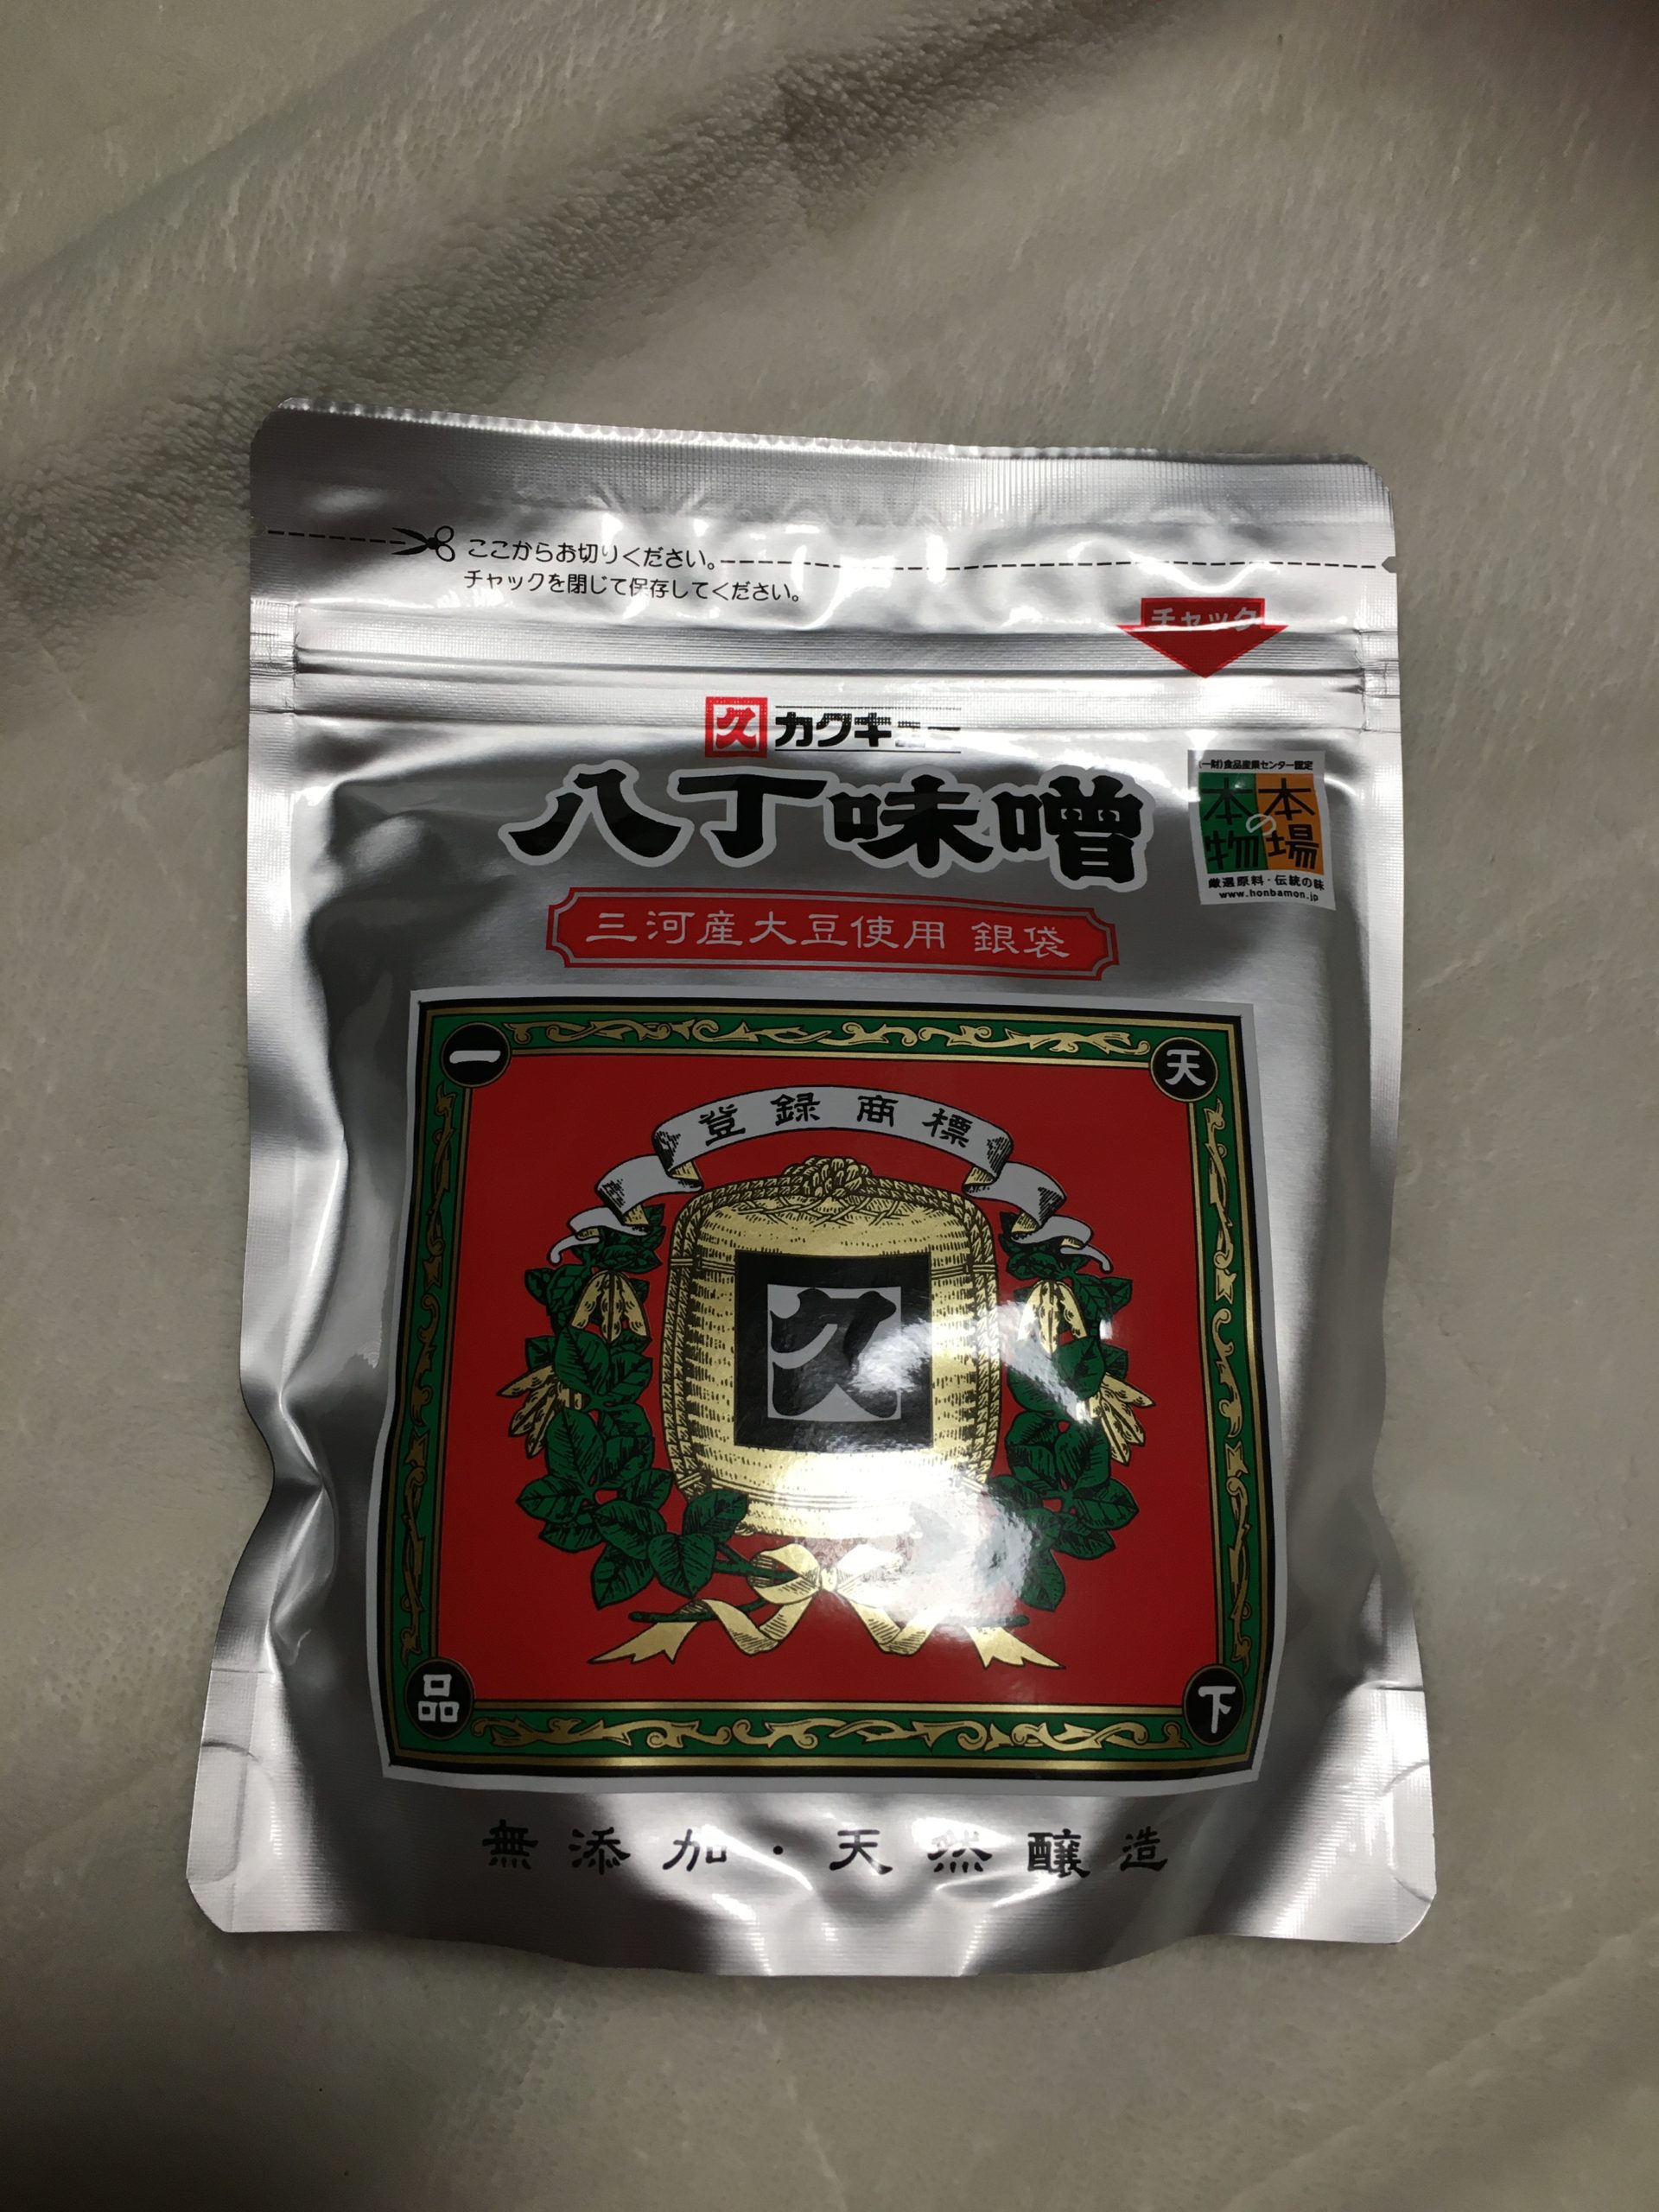 ここからお切りください。
チャックを閉じて保存してください。
チャック
久 カクキュー
八丁味噌
(一財)食品産業センター認定
本場
の
本物
厳選原料・伝統の味
www.honbamon.jp
三河産大豆使用 銀袋
天
下
一
品
登録商標
久
無添加・天然醸造